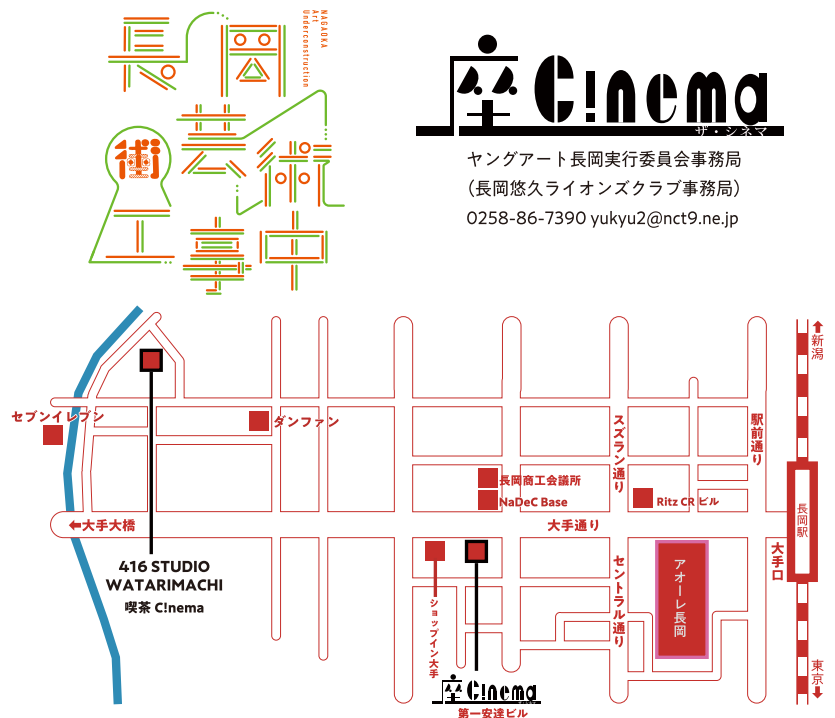 長岡
芸術
工事中
術
NAGAOKA
Art
Underconstruction
座 C!nema
ザ・シネマ
ヤングアート長岡実行委員会事務局
（長岡悠久ライオンズクラブ事務局）
0258-86-7390 yukyu2@nct9.ne.jp
新潟
セブンイレブン
ダンファン
スズラン通り
駅前通り
長岡商工会議所
NaDeC Base
Ritz CR ビル
長岡駅
←大手大橋
大手通り
大手口
416 STUDIO
WATARIMACHI
喫茶 C!nema
ショップイン大手
セントラル通り
アオーレ長岡
東京
座 C!nema
第一安達ビル